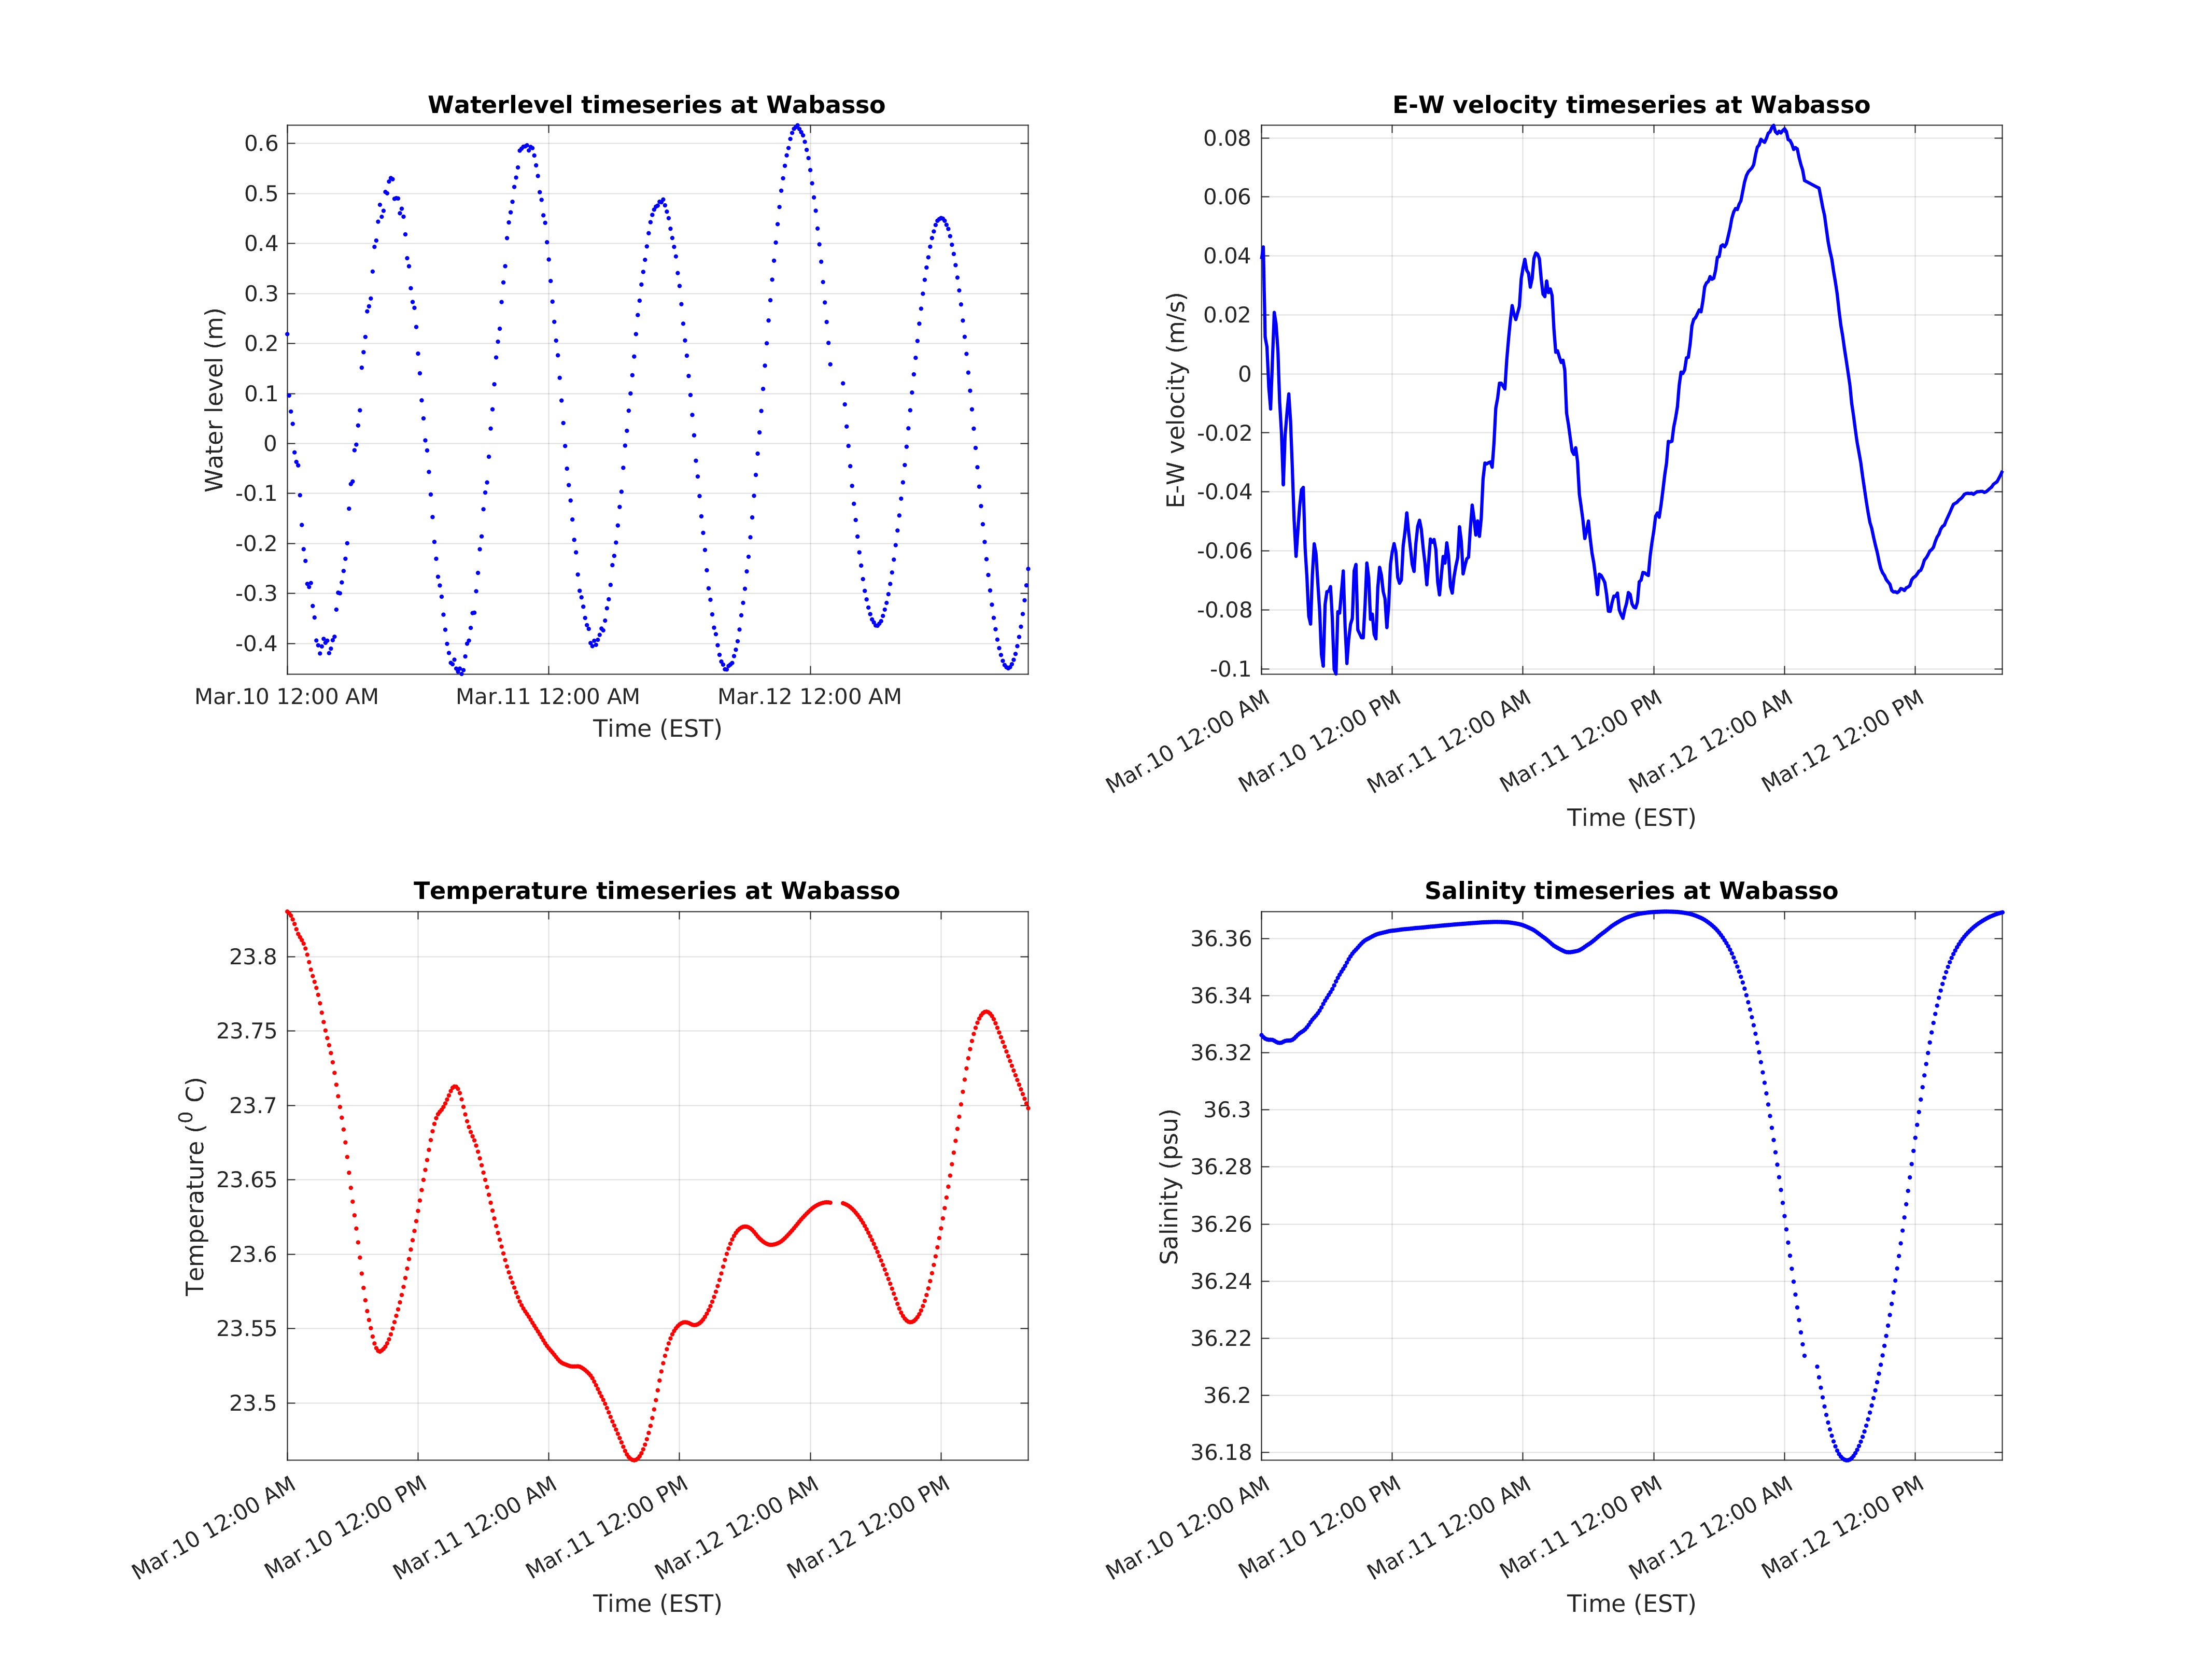 Waterlevel timeseries at Wabasso
0.6
0.5
0.4
0.3
0.2
0.1
0
-0.1
-0.2
-0.3
-0.4
Water level (m)
Mar.10 12:00 AM
Mar.11 12:00 AM
Mar.12 12:00 AM
Time (EST)
E-W velocity timeseries at Wabasso
0.08
0.06
0.04
0.02
0
-0.02
-0.04
-0.06
-0.08
-0.1
E-W velocity (m/s)
Mar.10 12:00 AM
Mar.10 12:00 PM
Mar.11 12:00 AM
Mar.11 12:00 PM
Mar.12 12:00 AM
Mar.12 12:00 PM
Time (EST)
Temperature timeseries at Wabasso
23.8
23.75
23.7
23.65
23.6
23.55
23.5
Temperature (⁰ C)
Mar.10 12:00 AM
Mar.10 12:00 PM
Mar.11 12:00 AM
Mar.11 12:00 PM
Mar.12 12:00 AM
Mar.12 12:00 PM
Time (EST)
Salinity timeseries at Wabasso
36.36
36.34
36.32
36.3
36.28
36.26
36.24
36.22
36.2
36.18
Salinity (psu)
Mar.10 12:00 AM
Mar.10 12:00 PM
Mar.11 12:00 AM
Mar.11 12:00 PM
Mar.12 12:00 AM
Mar.12 12:00 PM
Time (EST)